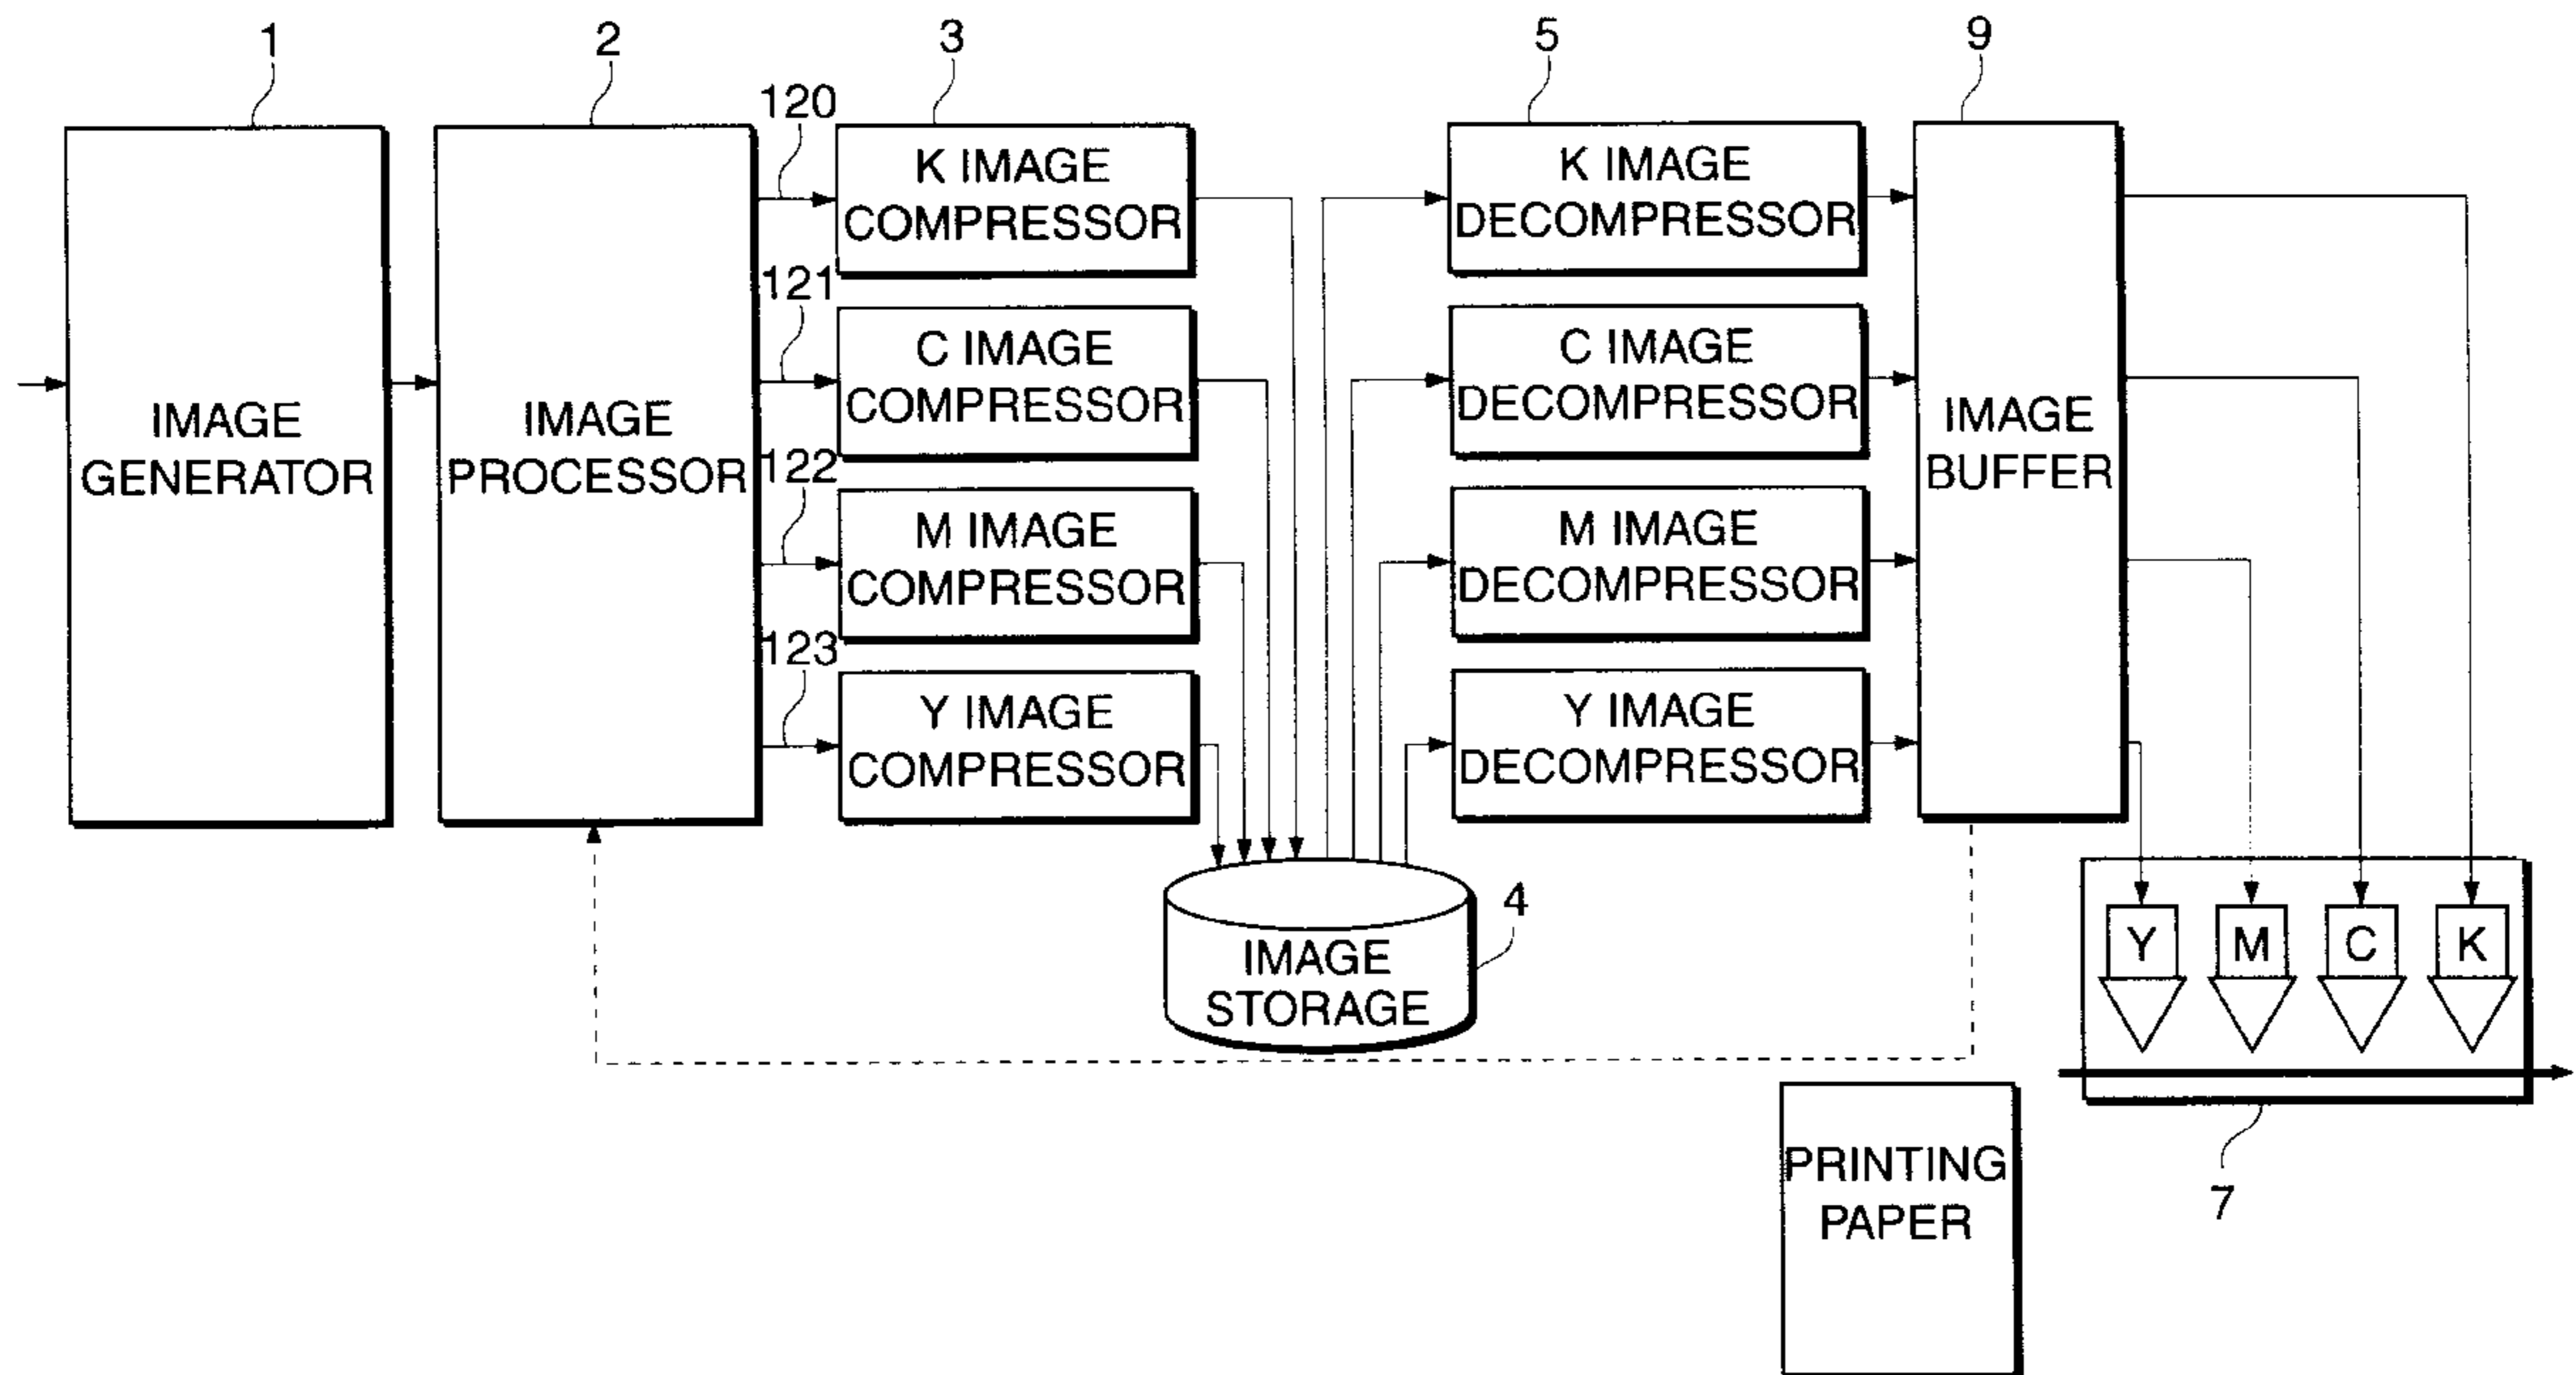 1
2
3
5
9
120
K IMAGE
COMPRESSOR
K IMAGE
DECOMPRESSOR
121
C IMAGE
COMPRESSOR
C IMAGE
DECOMPRESSOR
IMAGE
GENERATOR
IMAGE
PROCESSOR
IMAGE
BUFFER
122
M IMAGE
COMPRESSOR
M IMAGE
DECOMPRESSOR
123
Y IMAGE
COMPRESSOR
Y IMAGE
DECOMPRESSOR
4
IMAGE
STORAGE
Y
M
C
K
PRINTING
PAPER
7